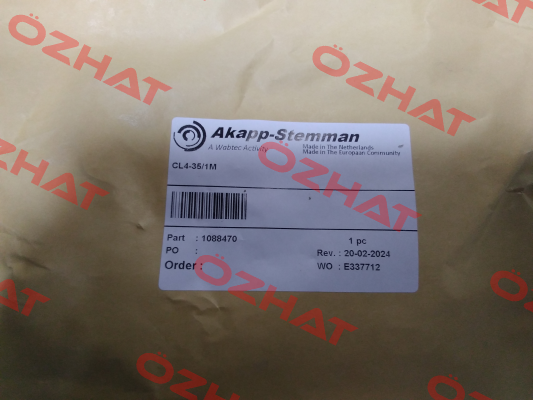 Akapp-Stemman
A Wabtec Activity
Made in The Netherlands
Made in The European Community
CL4-35/1M
Part : 1088470
1 pc
PO :
Rev. : 20-02-2024
Order :
WO : E337712
ÖZHAT
ÖZHAT
ÖZHAT
ÖZHAT
ÖZHAT
ÖZHAT
ÖZHAT
ÖZHAT
ÖZHAT